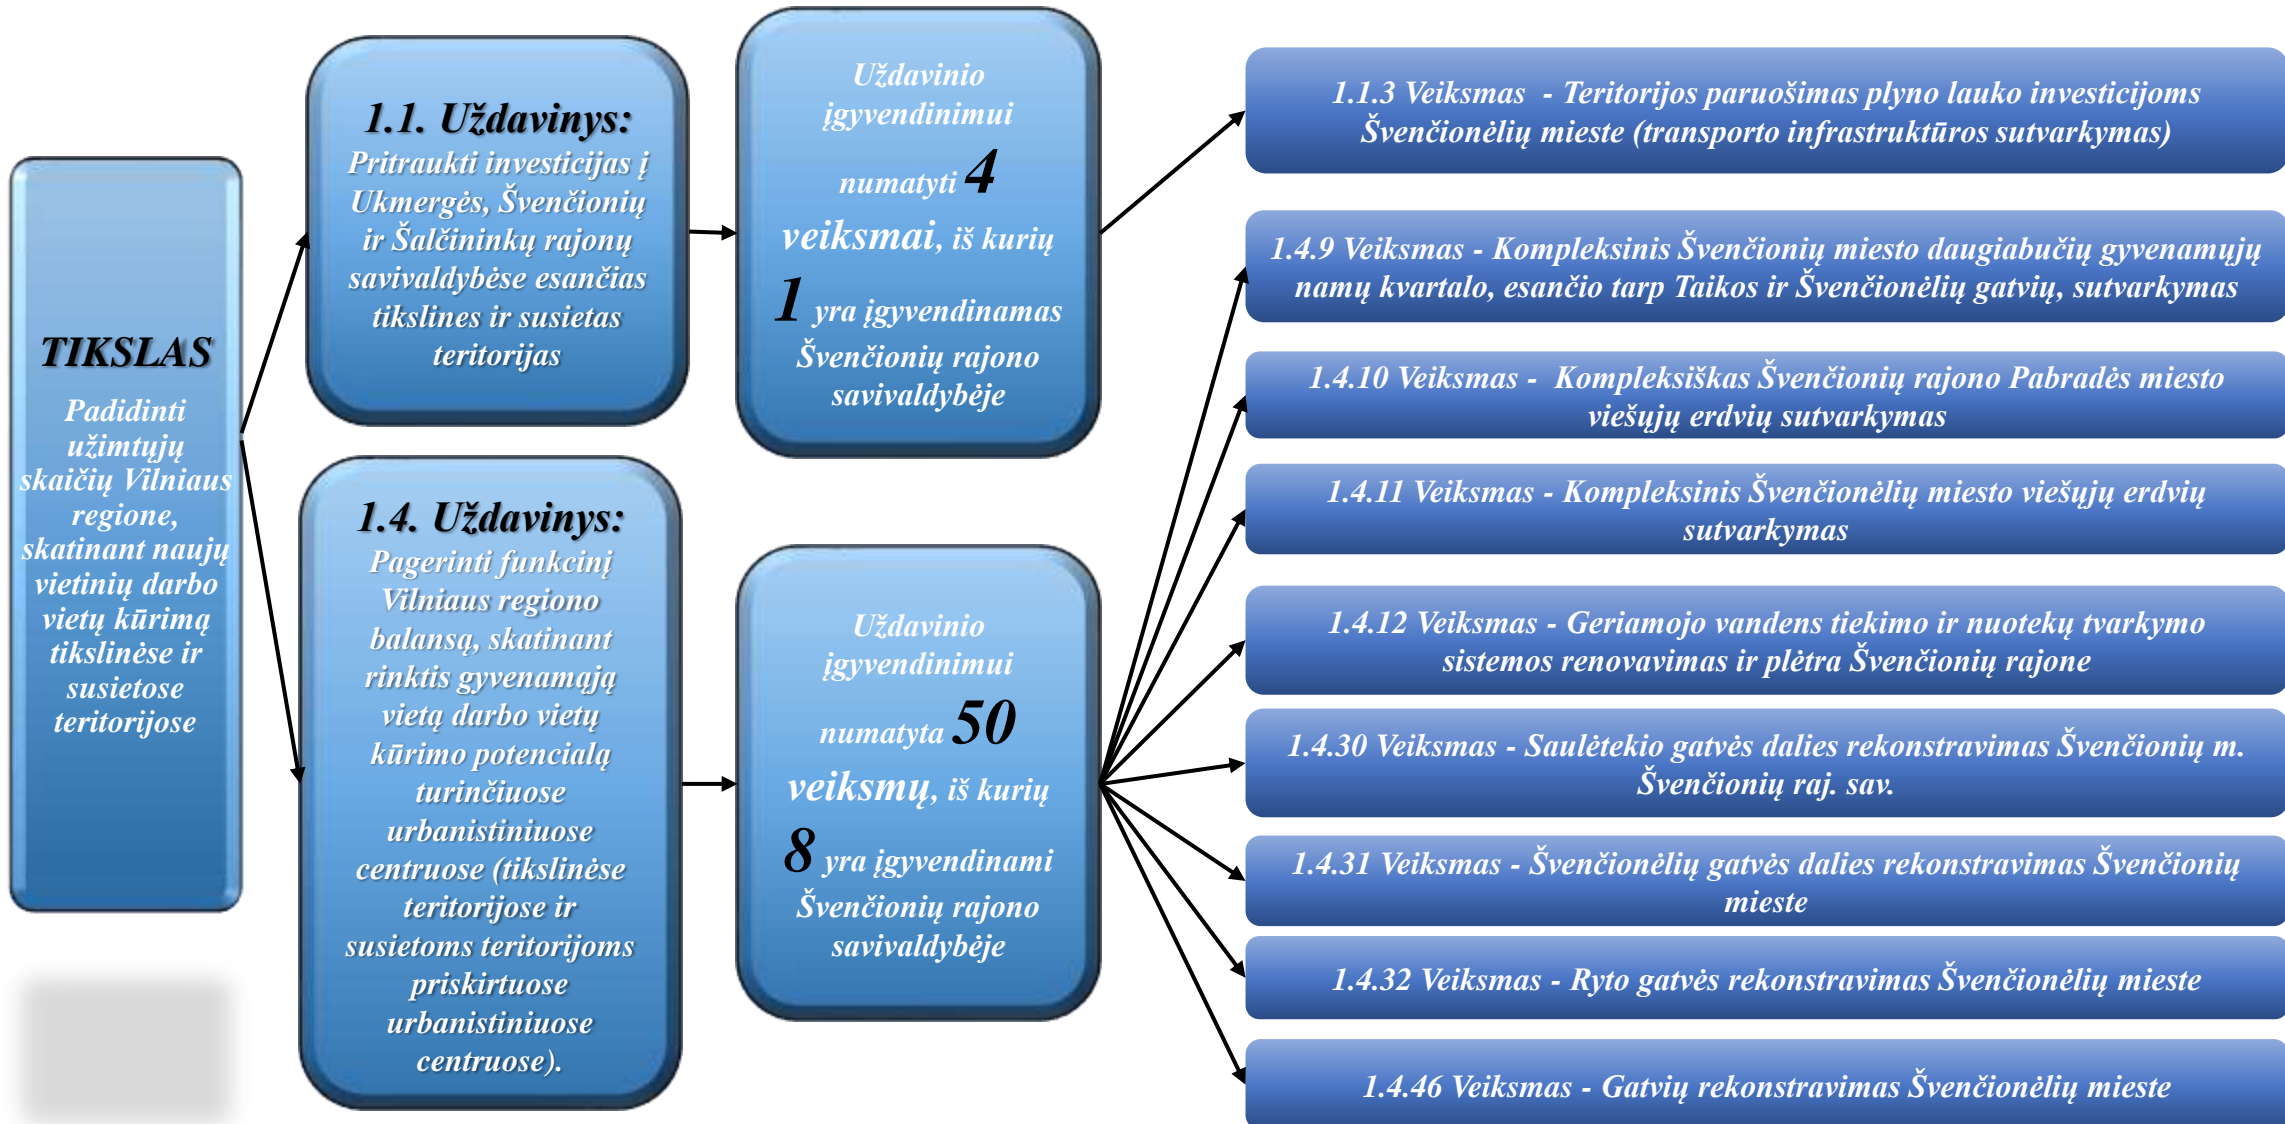 TIKSLAS
Padidinti
užimtųjų
skaičių Vilniaus
regione,
skatinant naujų
vietinių darbo
vietų kūrimą
tikslinėse ir
susietose
teritorijose
1.1. Uždavinys:
Pritraukti investicijas į
Ukmergės, Švenčionių
ir Šalčininkų rajonų
savivaldybėse esančias
tikslines ir susietas
teritorijas
Uždavinio
įgyvendinimui
numatyti 4
veiksmai, iš kurių
1 yra įgyvendinamas
Švenčionių rajono
savivaldybėje
1.1.3 Veiksmas  - Teritorijos paruošimas plyno lauko investicijoms
Švenčionėlių mieste (transporto infrastruktūros sutvarkymas)
1.4. Uždavinys:
Pagerinti funkcinį
Vilniaus regiono
balansą, skatinant
rinktis gyvenamąją
vietą darbo vietų
kūrimo potencialą
turinčiuose
urbanistiniuose
centruose (tikslinėse
teritorijose ir
susietoms teritorijoms
priskirtuose
urbanistiniuose
centruose).
Uždavinio
įgyvendinimui
numatyta 50
veiksmų, iš kurių
8 yra įgyvendinami
Švenčionių rajono
savivaldybėje
1.4.9 Veiksmas - Kompleksinis Švenčionių miesto daugiabučių gyvenamųjų
namų kvartalo, esančio tarp Taikos ir Švenčionėlių gatvių, sutvarkymas
1.4.10 Veiksmas -  Kompleksiškas Švenčionių rajono Pabradės miesto
viešųjų erdvių sutvarkymas
1.4.11 Veiksmas - Kompleksinis Švenčionėlių miesto viešųjų erdvių
sutvarkymas
1.4.12 Veiksmas - Geriamojo vandens tiekimo ir nuotekų tvarkymo
sistemos renovavimas ir plėtra Švenčionių rajone
1.4.30 Veiksmas - Saulėtekio gatvės dalies rekonstravimas Švenčionių m.
Švenčionių raj. sav.
1.4.31 Veiksmas - Švenčionėlių gatvės dalies rekonstravimas Švenčionių
mieste
1.4.32 Veiksmas - Ryto gatvės rekonstravimas Švenčionėlių mieste
1.4.46 Veiksmas - Gatvių rekonstravimas Švenčionėlių mieste